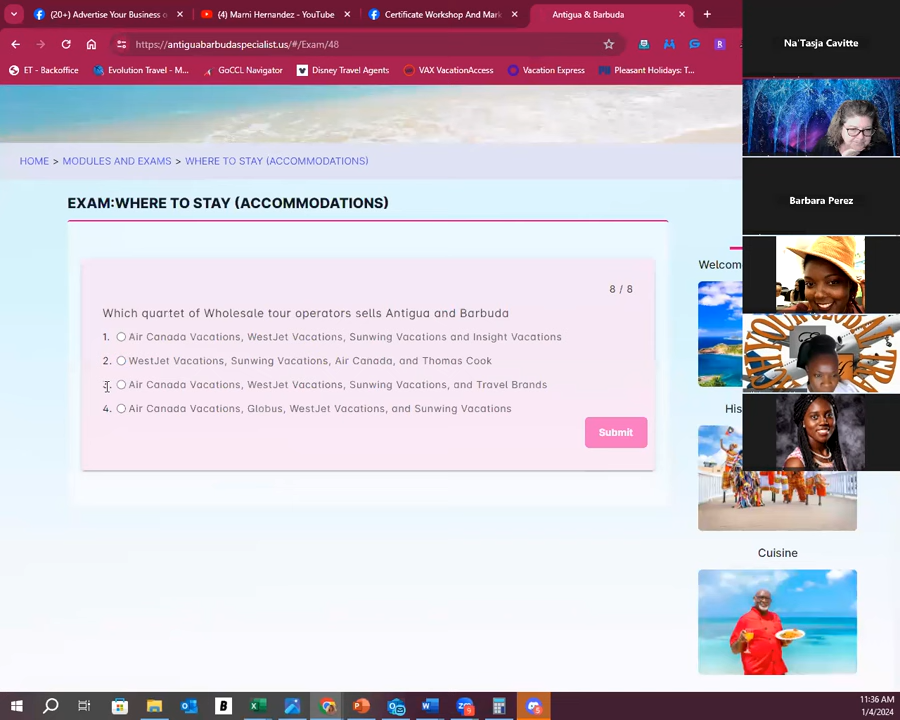 (20+) Advertise Your Business o
(4) Marni Hernandez - YouTube
Certificate Workshop And Mark
Antigua & Barbuda
https://antiguabarbudaspecialist.us/#/Exam/48
ET - Backoffice
Evolution Travel - M...
GoCCL Navigator
Disney Travel Agents
VAX VacationAccess
Vacation Express
Pleasant Holidays: T...
HOME > MODULES AND EXAMS > WHERE TO STAY (ACCOMMODATIONS)
EXAM:WHERE TO STAY (ACCOMMODATIONS)
8 / 8
Which quartet of Wholesale tour operators sells Antigua and Barbuda
1. Air Canada Vacations, WestJet Vacations, Sunwing Vacations and Insight Vacations
2. WestJet Vacations, Sunwing Vacations, Air Canada, and Thomas Cook
3. Air Canada Vacations, WestJet Vacations, Sunwing Vacations, and Travel Brands
4. Air Canada Vacations, Globus, WestJet Vacations, and Sunwing Vacations
Submit
Welcom
His
Cuisine
Na'Tasja Cavitte
Barbara Perez
11:36 AM
1/4/2024